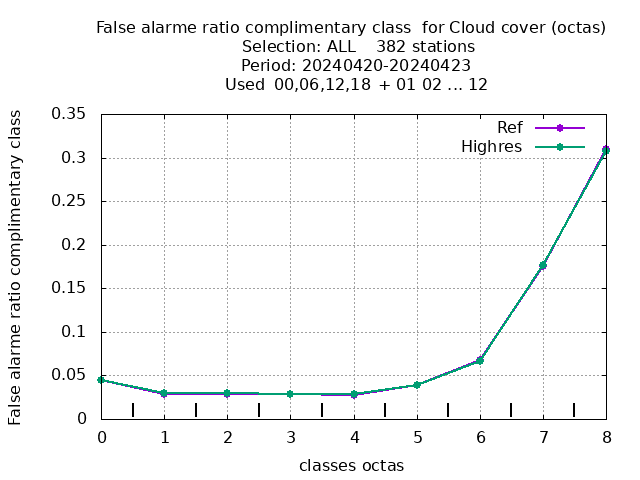 False alarme ratio complimentary class  for Cloud cover (octas)
Selection: ALL    382 stations
Period: 20240420-20240423
Used  00,06,12,18 + 01 02 ... 12
False alarme ratio complimentary class
Ref
Highres
0.35
0.3
0.25
0.2
0.15
0.1
0.05
0
0 1 2 3 4 5 6 7 8
classes octas